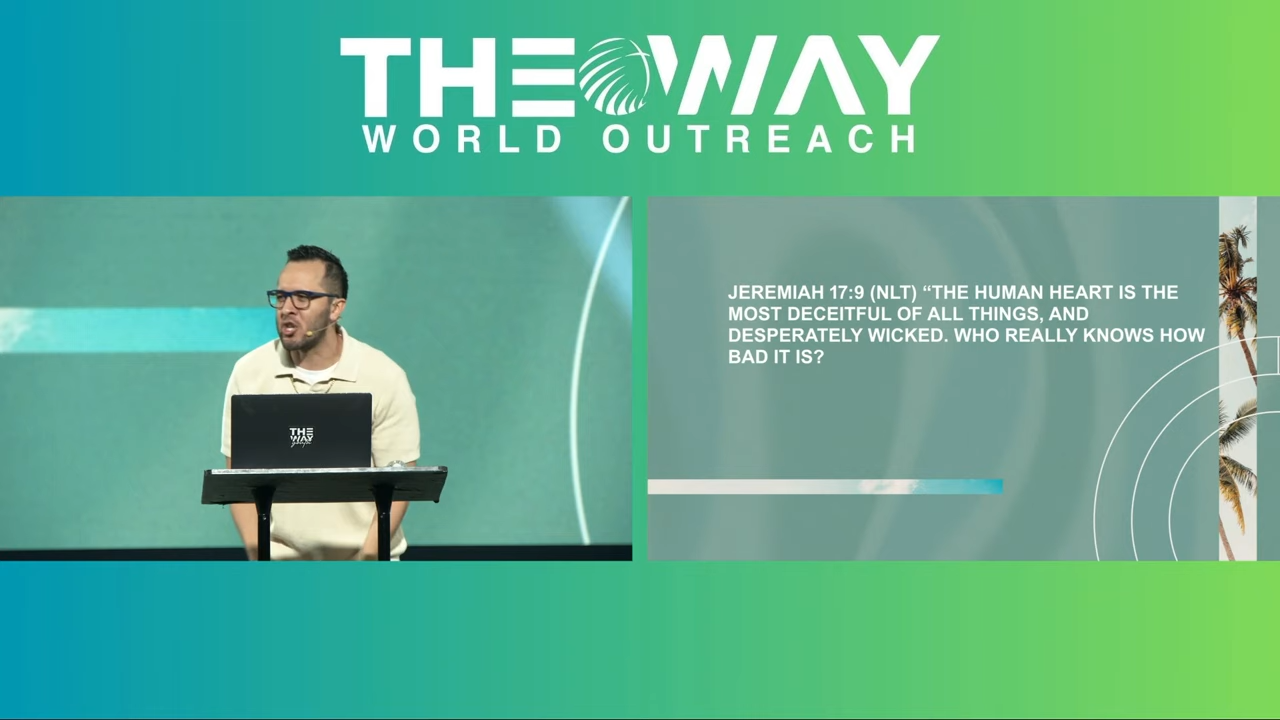 THE WAY
WORLD OUTREACH
THE
WAY
JEREMIAH 17:9 (NLT) “THE HUMAN HEART IS THE
MOST DECEITFUL OF ALL THINGS, AND
DESPERATELY WICKED. WHO REALLY KNOWS HOW
BAD IT IS?